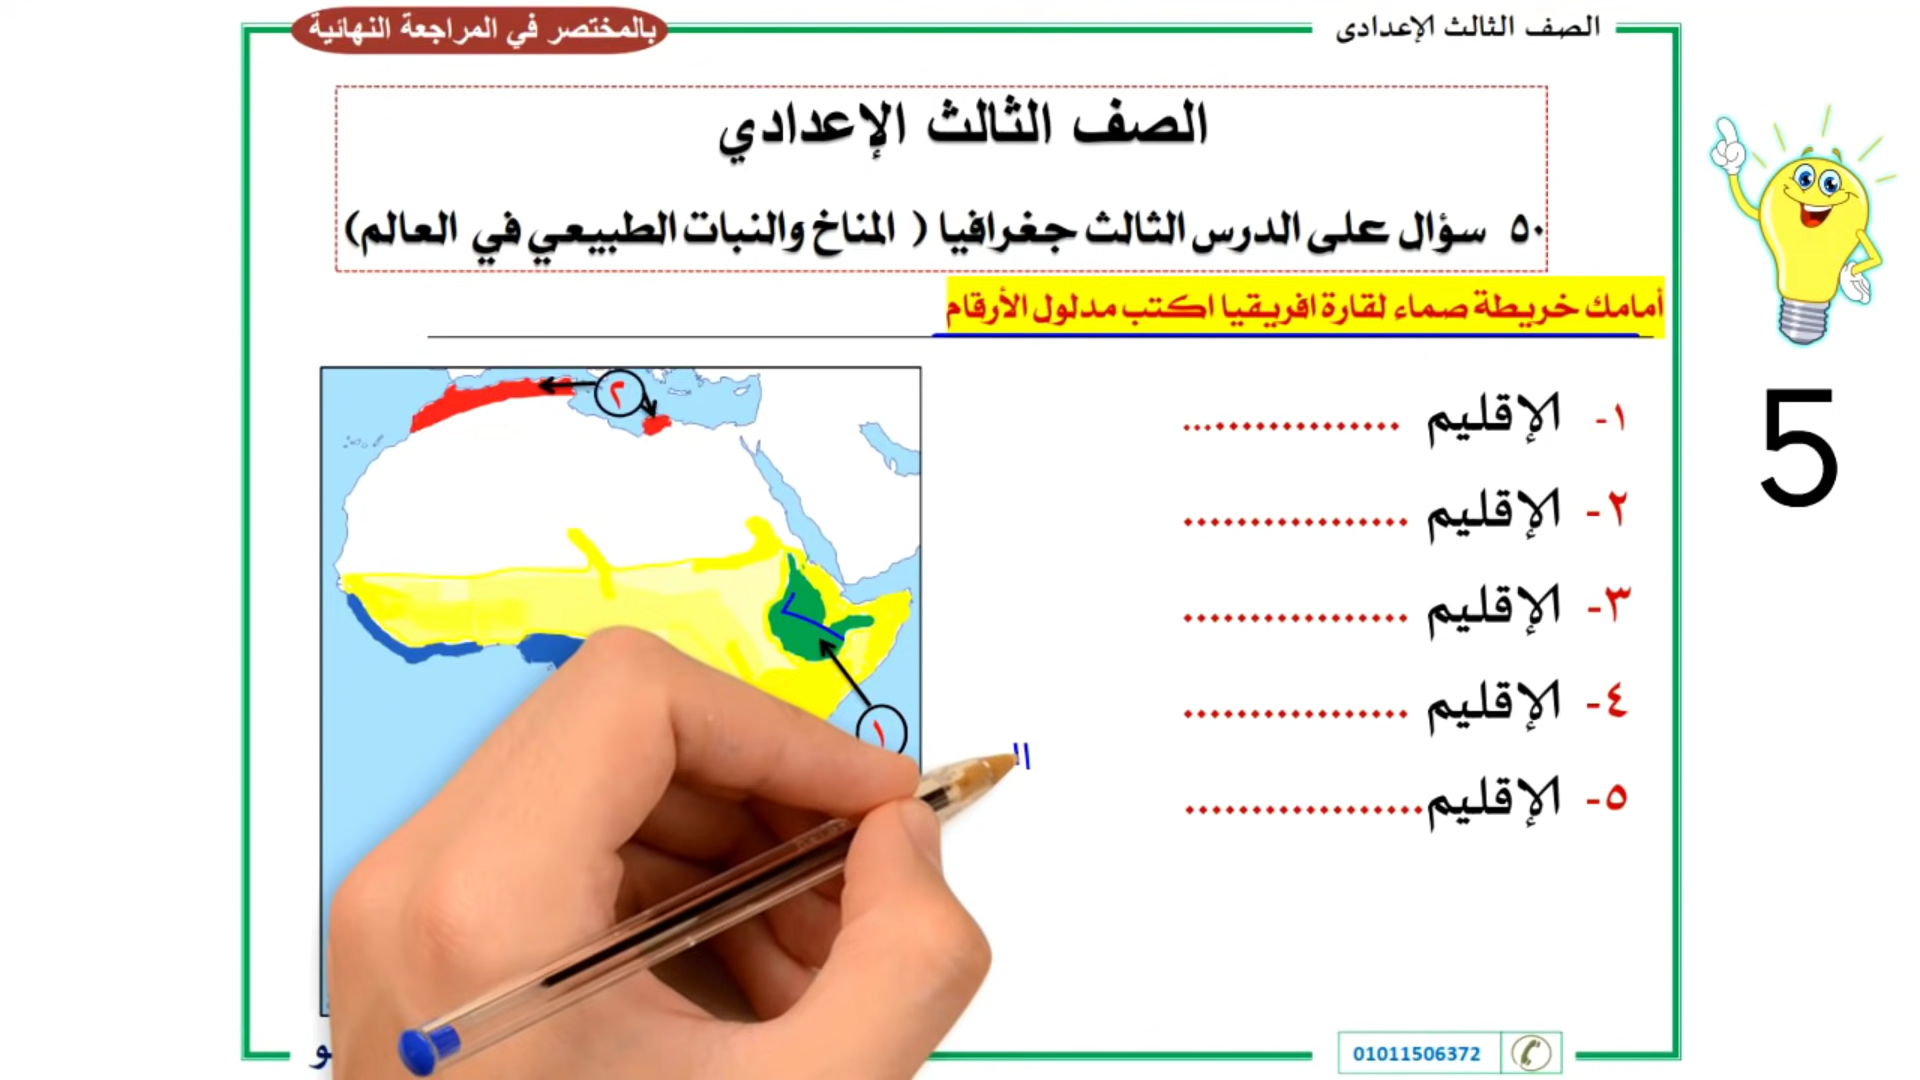 الصف الثالث الإعدادى
بالمختصر في المراجعة النهائية
الصف الثالث الإعدادي
٥٠ سؤال على الدرس الثالث جغرافيا ( المناخ والنبات الطبيعي في العالم)
أمامك خريطة صماء لقارة افريقيا اكتب مدلول الأرقام
١- الإقليم ................
٢- الإقليم .................
٣- الإقليم .................
٤- الإقليم .................
٥- الإقليم..................
5
٢
١
ال
01011506372